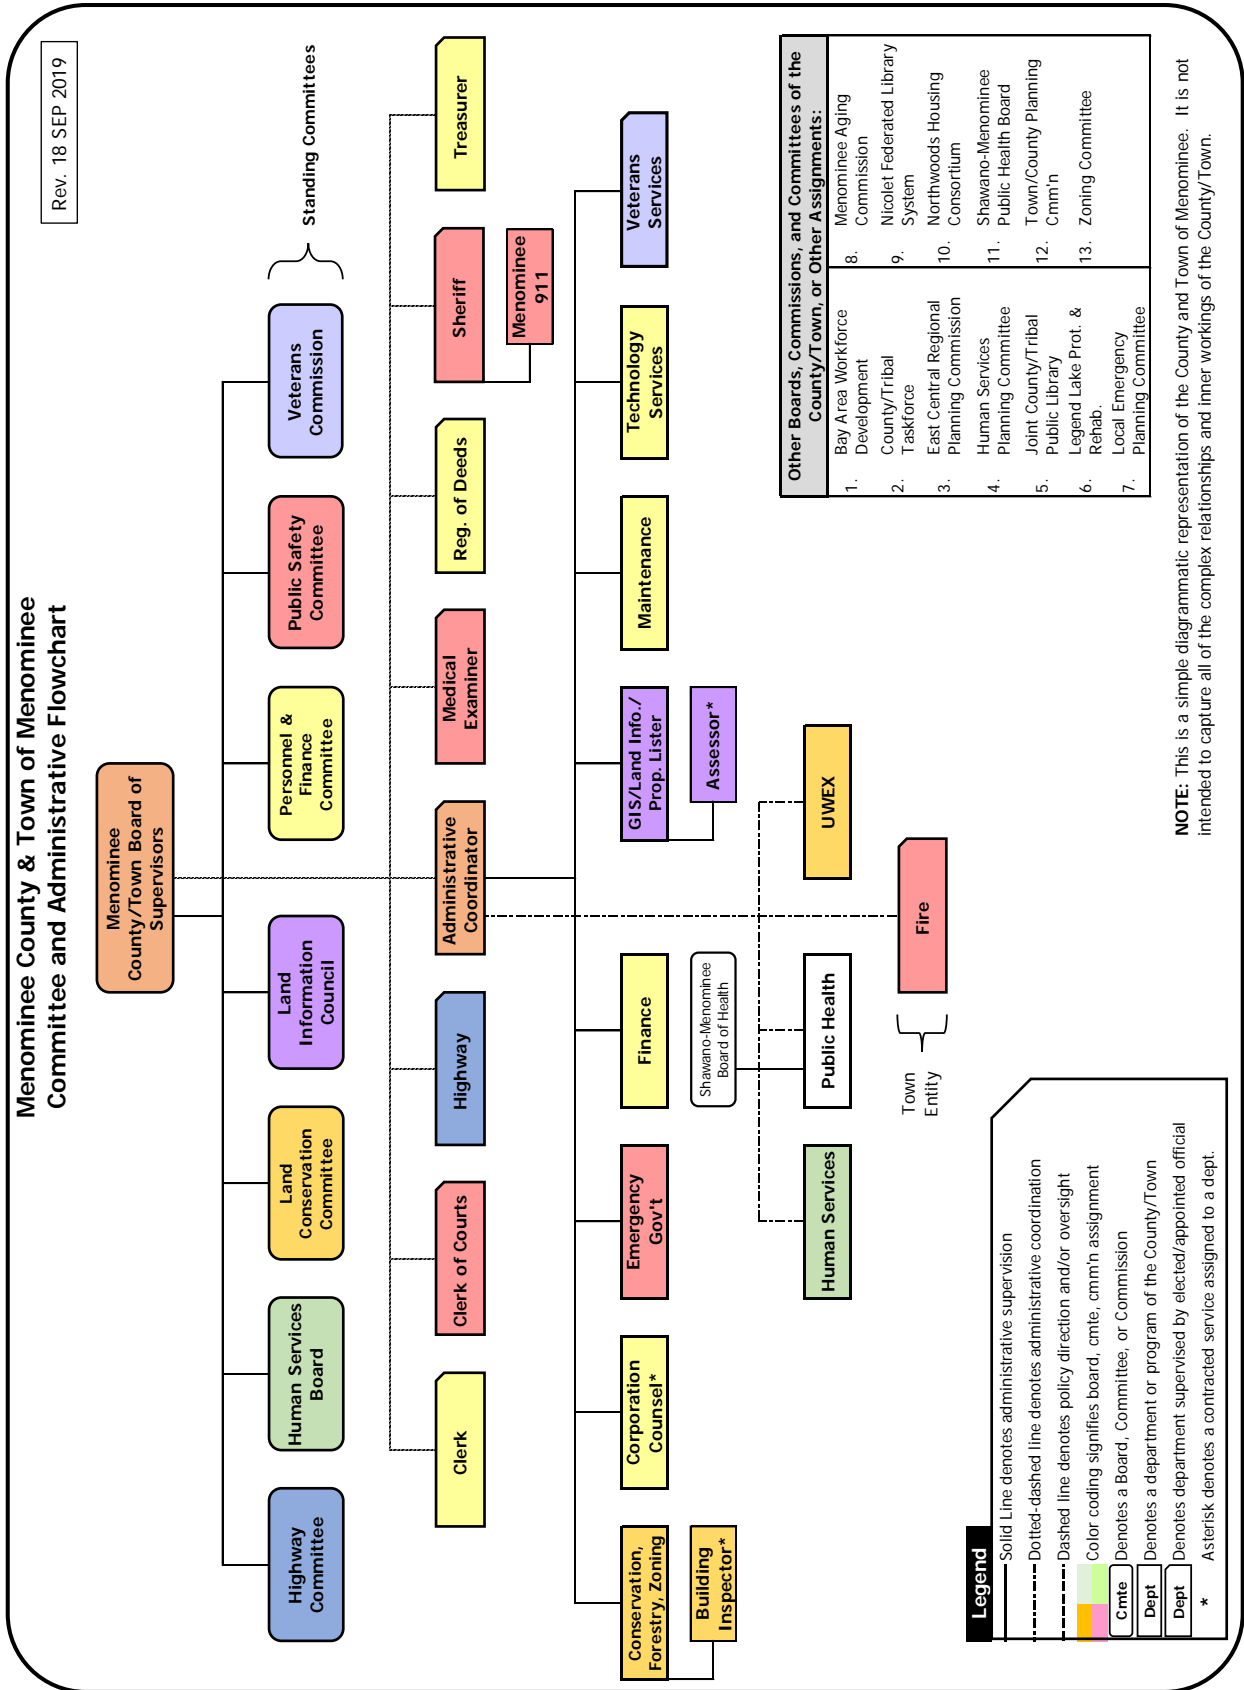 Menominee County & Town of Menominee
Committee and Administrative Flowchart
Rev. 18 SEP 2019
Menominee
County/Town Board of
Supervisors
Highway
Committee
Human Services
Board
Land
Conservation
Committee
Land
Information
Council
Personnel &
Finance
Committee
Public Safety
Committee
Veterans
Commission
Standing Committees
Clerk
Clerk of Courts
Highway
Administrative
Coordinator
Medical
Examiner
Reg. of Deeds
Sheriff
Treasurer
Menominee
911
Conservation,
Forestry, Zoning
Corporation
Counsel*
Emergency
Gov't
Finance
GIS/Land Info./
Prop. Lister
Maintenance
Technology
Services
Veterans
Services
Building
Inspector*
Shawano-Menominee
Board of Health
Assessor*
Human Services
Public Health
UWEX
Town
Entity
Fire
Other Boards, Commissions, and Committees of the
County/Town, or Other Assignments:
1. Bay Area Workforce
Development
2. County/Tribal
Taskforce
3. East Central Regional
Planning Commission
4. Human Services
Planning Committee
5. Joint County/Tribal
Public Library
6. Legend Lake Prot. &
Rehab.
7. Local Emergency
Planning Committee
8. Menominee Aging
Commission
9. Nicolet Federated Library
System
10. Northwoods Housing
Consortium
11. Shawano-Menominee
Public Health Board
12. Town/County Planning
Cmm'n
13. Zoning Committee
Legend
Solid Line denotes administrative supervision
Dotted-dashed line denotes administrative coordination
Dashed line denotes policy direction and/or oversight
Color coding signifies board, cmte, cmm'n assignment
Cmte Denotes a Board, Committee, or Commission
Dept Denotes a department or program of the County/Town
Dept Denotes department supervised by elected/appointed official
* Asterisk denotes a contracted service assigned to a dept.
NOTE: This is a simple diagrammatic representation of the County and Town of Menominee. It is not
intended to capture all of the complex relationships and inner workings of the County/Town.